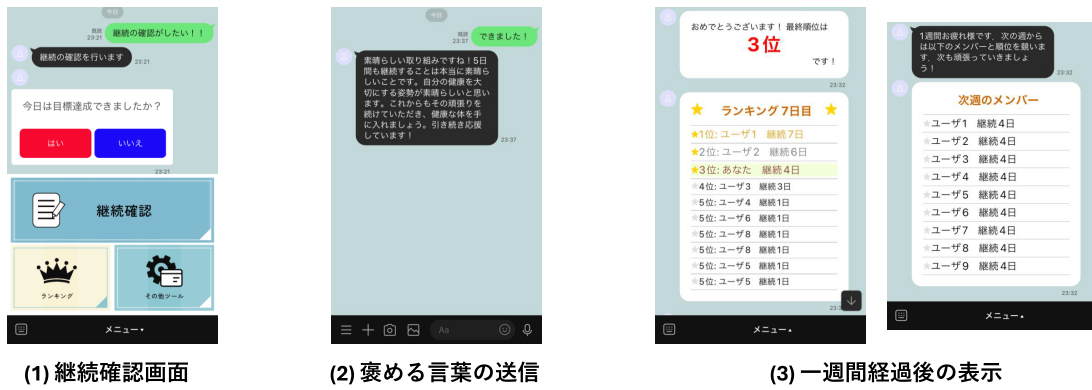 今日
既読
23:21
継続の確認がしたい！！
継続の確認を行います
23:21
今日は目標達成できましたか？
はい
いいえ
23:21
継続確認
ランキング
その他ツール
メニュー▾
(1) 継続確認画面
今日
既読
23:37
できました！
素晴らしい取り組みですね！5日
間も継続することは本当に素晴ら
しいことです。自分の健康を大
切にする姿勢が素晴らしいと思い
ます。これからもその頑張りを
続けていただき、健康な体を手
に入れましょう。引き続き応援
しています！
23:37
Aa
(2) 褒める言葉の送信
おめでとうございます！ 最終順位は
3位
です！
23:32
ランキング 7日目
1位: ユーザ1 継続7日
2位: ユーザ2 継続6日
3位: あなた 継続4日
4位: ユーザ3 継続3日
5位: ユーザ4 継続1日
5位: ユーザ6 継続1日
5位: ユーザ8 継続1日
5位: ユーザ8 継続1日
5位: ユーザ5 継続1日
5位: ユーザ5 継続1日
メニュー▴
1週間お疲れ様です．次の週から
は以下のメンバーと順位を競いま
す．次も頑張っていきましょ
う！
23:32
次週のメンバー
ユーザ1 継続4日
ユーザ2 継続4日
ユーザ3 継続4日
ユーザ4 継続4日
ユーザ5 継続4日
ユーザ6 継続4日
ユーザ7 継続4日
ユーザ8 継続4日
ユーザ9 継続4日
23:32
メニュー▴
(3) 一週間経過後の表示